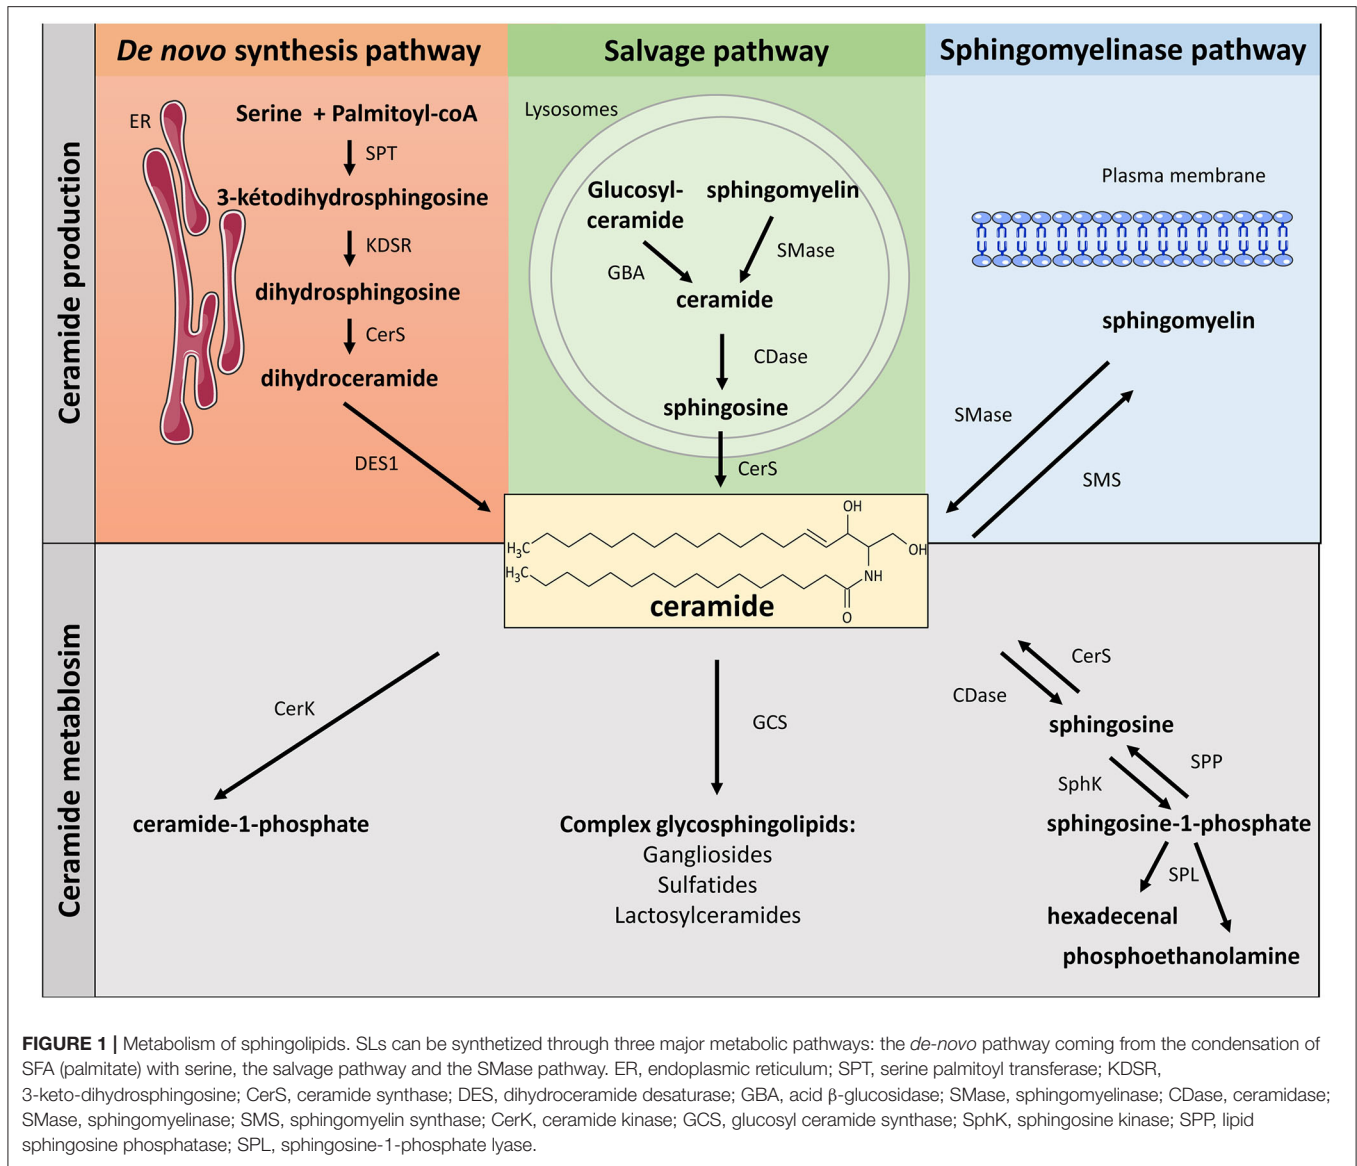 De novo synthesis pathway
Salvage pathway
Sphingomyelinase pathway
Ceramide production
ER
Serine + Palmitoyl-coA
SPT
3-kétodihydrosphingosine
KDSR
dihydrosphingosine
CerS
dihydroceramide
DES1
Lysosomes
Glucosyl-
ceramide
sphingomyelin
GBA
SMase
ceramide
CDase
sphingosine
CerS
Plasma membrane
sphingomyelin
SMase
SMS
OH
H3C
OH
H3C
NH
ceramide
O
Ceramide metablosim
CerK
ceramide-1-phosphate
GCS
Complex glycosphingolipids:
Gangliosides
Sulfatides
Lactosylceramides
CerS
CDase
sphingosine
SPP
SphK
sphingosine-1-phosphate
SPL
hexadecenal
phosphoethanolamine
FIGURE 1 | Metabolism of sphingolipids. SLs can be synthetized through three major metabolic pathways: the de-novo pathway coming from the condensation of
SFA (palmitate) with serine, the salvage pathway and the SMase pathway. ER, endoplasmic reticulum; SPT, serine palmitoyl transferase; KDSR,
3-keto-dihydrosphingosine; CerS, ceramide synthase; DES, dihydroceramide desaturase; GBA, acid β-glucosidase; SMase, sphingomyelinase; CDase, ceramidase;
SMase, sphingomyelinase; SMS, sphingomyelin synthase; CerK, ceramide kinase; GCS, glucosyl ceramide synthase; SphK, sphingosine kinase; SPP, lipid
sphingosine phosphatase; SPL, sphingosine-1-phosphate lyase.